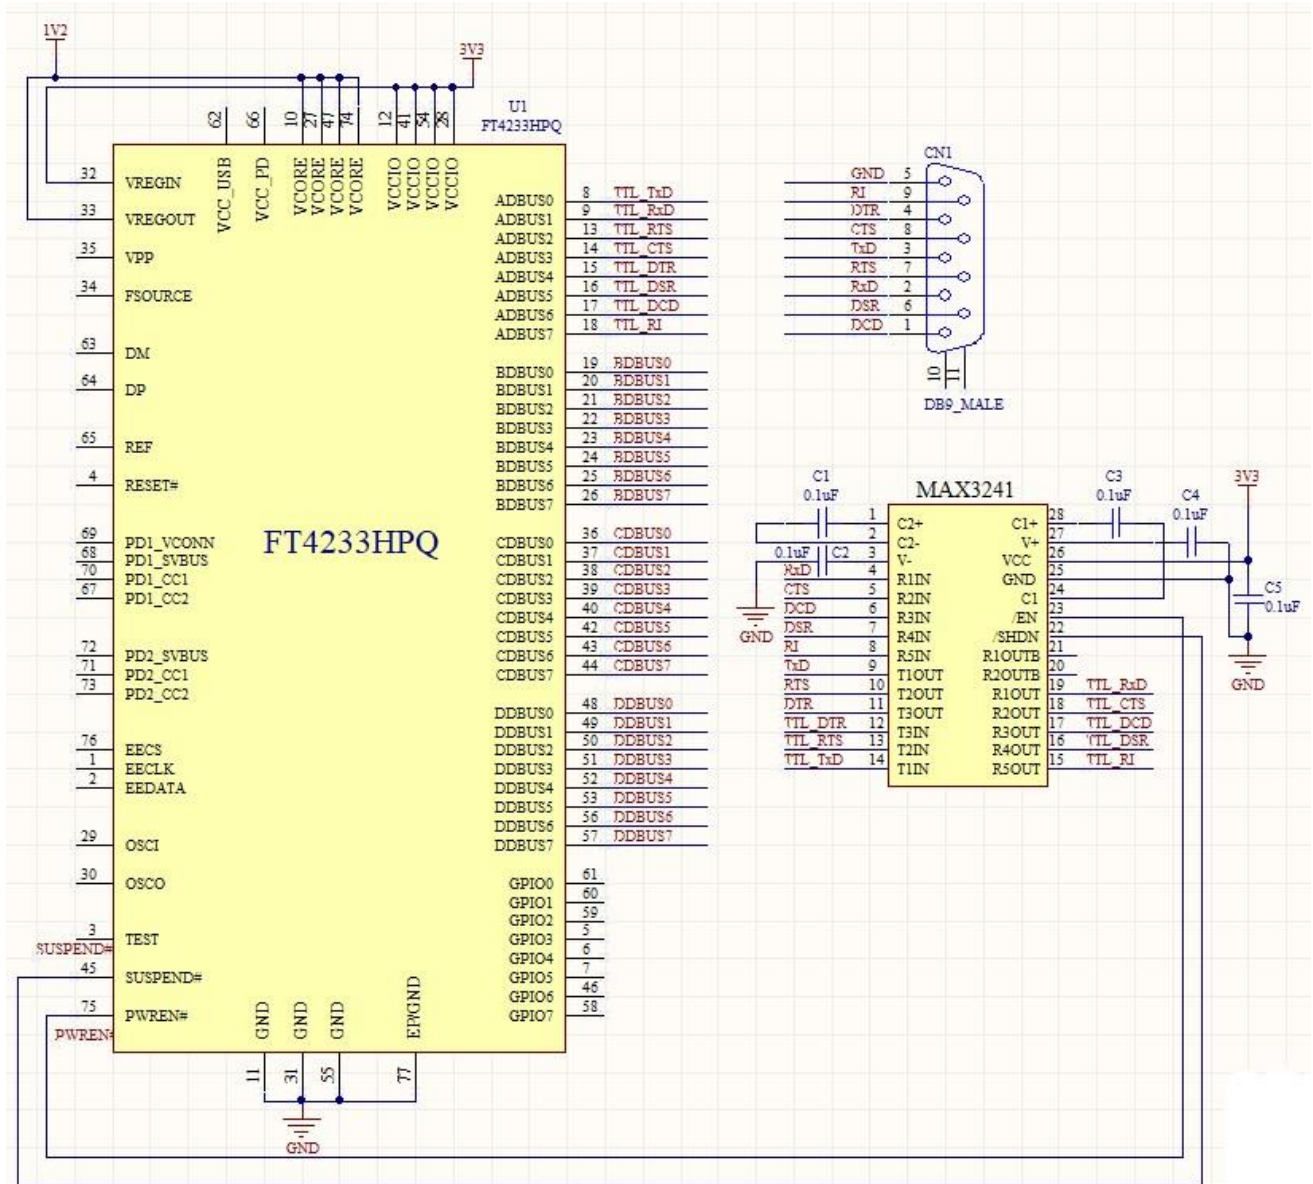 1V2
3V3
U1
FT4233HPQ
62
66
10
27
47
74
12
41
54
28
VCC_USB
VCC_PD
VCORE
VCORE
VCORE
VCORE
VCCIO
VCCIO
VCCIO
VCCIO
32 VREGIN
33 VREGOUT
35 VPP
34 FSOURCE
63 DM
64 DP
65 REF
4 RESET#
69 PD1_VCONN
68 PD1_SVBUS
70 PD1_CC1
67 PD1_CC2
72 PD2_SVBUS
71 PD2_CC1
73 PD2_CC2
76 EECS
1 EECLK
2 EEDATA
29 OSCI
30 OSCO
3 TEST
SUSPEND#
45 SUSPEND#
75 PWREN#
PWREN#
FT4233HPQ
ADBUS0 8 TTL_TxD
ADBUS1 9 TTL_RxD
ADBUS2 13 TTL_RTS
ADBUS3 14 TTL_CTS
ADBUS4 15 TTL_DTR
ADBUS5 16 TTL_DSR
ADBUS6 17 TTL_DCD
ADBUS7 18 TTL_RI
BDBUS0 19 BDBUS0
BDBUS1 20 BDBUS1
BDBUS2 21 BDBUS2
BDBUS3 22 BDBUS3
BDBUS4 23 BDBUS4
BDBUS5 24 BDBUS5
BDBUS6 25 BDBUS6
BDBUS7 26 BDBUS7
CDBUS0 36 CDBUS0
CDBUS1 37 CDBUS1
CDBUS2 38 CDBUS2
CDBUS3 39 CDBUS3
CDBUS4 40 CDBUS4
CDBUS5 42 CDBUS5
CDBUS6 43 CDBUS6
CDBUS7 44 CDBUS7
DDBUS0 48 DDBUS0
DDBUS1 49 DDBUS1
DDBUS2 50 DDBUS2
DDBUS3 51 DDBUS3
DDBUS4 52 DDBUS4
DDBUS5 53 DDBUS5
DDBUS6 56 DDBUS6
DDBUS7 57 DDBUS7
GPIO0 61
GPIO1 60
GPIO2 59
GPIO3 5
GPIO4 6
GPIO5 7
GPIO6 46
GPIO7 58
GND
GND
GND
EP/GND
11
31
55
77
GND
CN1
GND 5
RI 9
DTR 4
CTS 8
TxD 3
RTS 7
RxD 2
DSR 6
DCD 1
10
11
DB9_MALE
MAX3241
C1
0.1uF
0.1uF C2
GND
1 C2+
2 C2-
3 V-
RxD 4 R1IN
CTS 5 R2IN
DCD 6 R3IN
DSR 7 R4IN
RI 8 R5IN
TxD 9 T1OUT
RTS 10 T2OUT
DTR 11 T3OUT
TTL_DTR 12 T3IN
TTL_RTS 13 T2IN
TTL_TxD 14 T1IN
C1+ 28
V+ 27
VCC 26
GND 25
C1 24
/EN 23
/SHDN 22
R1OUTB 21
R2OUTB 20
R1OUT 19 TTL_RxD
R2OUT 18 TTL_CTS
R3OUT 17 TTL_DCD
R4OUT 16 TTL_DSR
R5OUT 15 TTL_RI
C3
0.1uF
C4
0.1uF
3V3
C5
0.1uF
GND